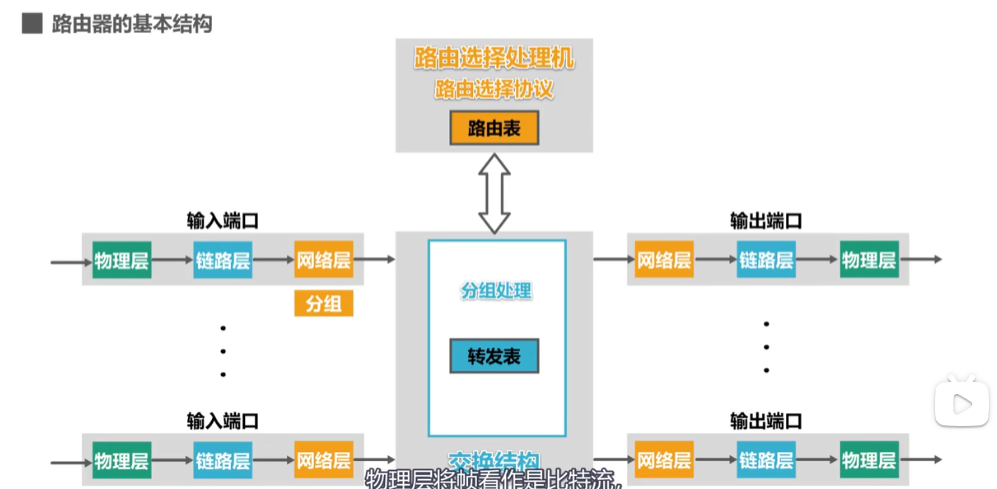 路由器的基本结构
路由选择处理机
路由选择协议
路由表
输入端口
物理层 链路层 网络层
分组
输出端口
网络层 链路层 物理层
分组处理
转发表
输入端口
物理层 链路层 网络层
输出端口
网络层 链路层 物理层
交换结构
物理层将帧看作是比特流,